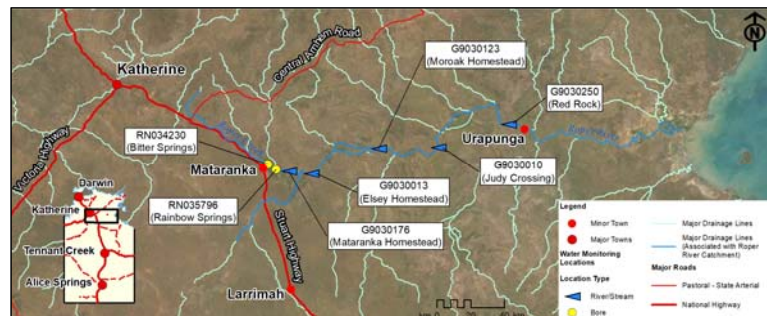 N
Central Arnhem Road
Katherine
G9030123
(Moroak Homestead)
G9030250
(Red Rock)
RN034230
(Bitter Springs)
Urapunga
Mataranka
Victoria Highway
G9030010
(Judy Crossing)
G9030013
(Elsey Homestead)
RN035796
(Rainbow Springs)
G9030176
(Mataranka Homestead)
Stuart Highway
Larrimah
Darwin
Katherine
Tennant Creek
Alice Springs
Legend
Minor Town
Major Towns
Water Monitoring
Locations
Location Type
River/Stream
Bore
Major Drainage Lines
Major Drainage Lines
(Associated with Roper
River Catchment)
Major Roads
Pastoral - State Arterial
National Highway